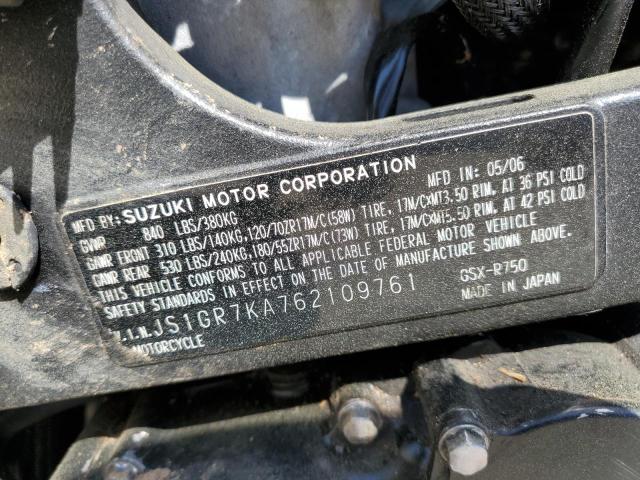 MFD BY: SUZUKI MOTOR CORPORATION MFD IN: 05/06
GVWR 840 LBS/380KG
GAWR FRONT 310 LBS/140KG,120/70ZR17M/C(58W) TIRE, 17M/CXMT3.50 RIM, AT 36 PSI COLD
GAWR REAR 530 LBS/240KG,180/55ZR17M/C(73W) TIRE, 17M/CXMT5.50 RIM, AT 42 PSI COLD
THIS VEHICLE CONFORMS TO ALL APPLICABLE FEDERAL MOTOR VEHICLE
SAFETY STANDARDS IN EFFECT ON THE DATE OF MANUFACTURE SHOWN ABOVE.
V.I.N. JS1GR7KA762109761 GSX-R750
MOTORCYCLE MADE IN JAPAN